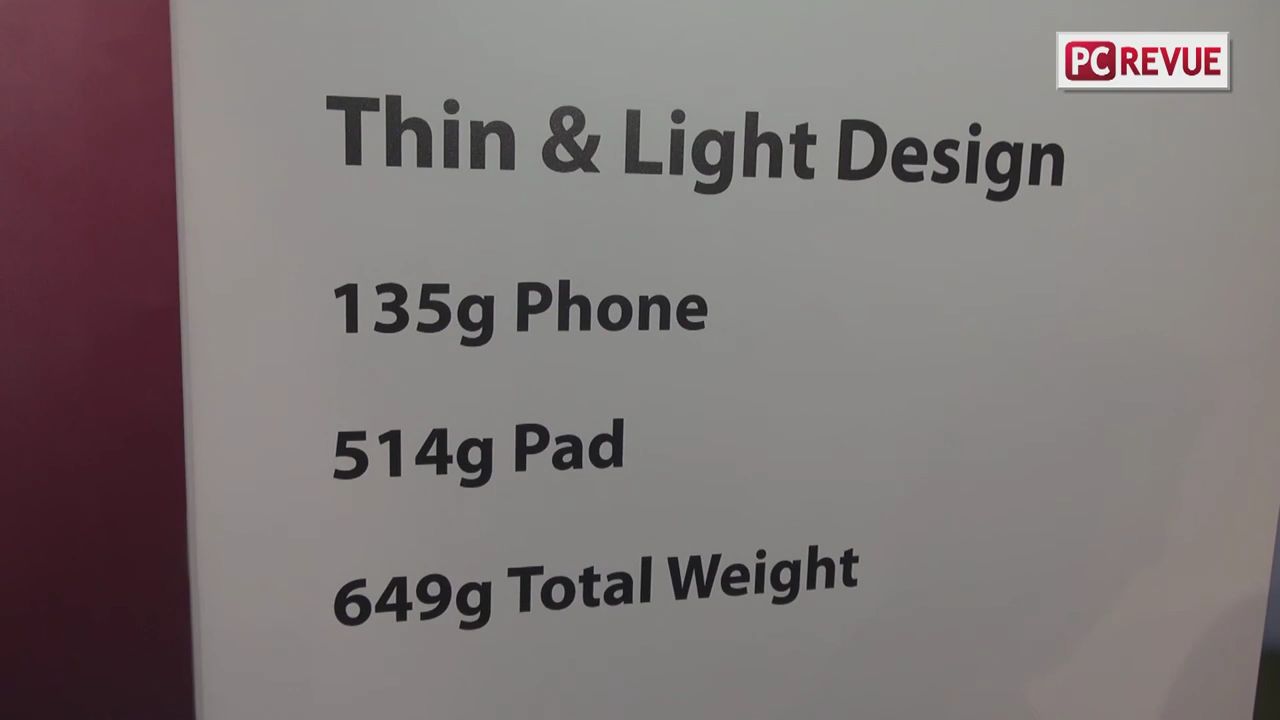 PC REVUE
Thin & Light Design
135g Phone
514g Pad
649g Total Weight